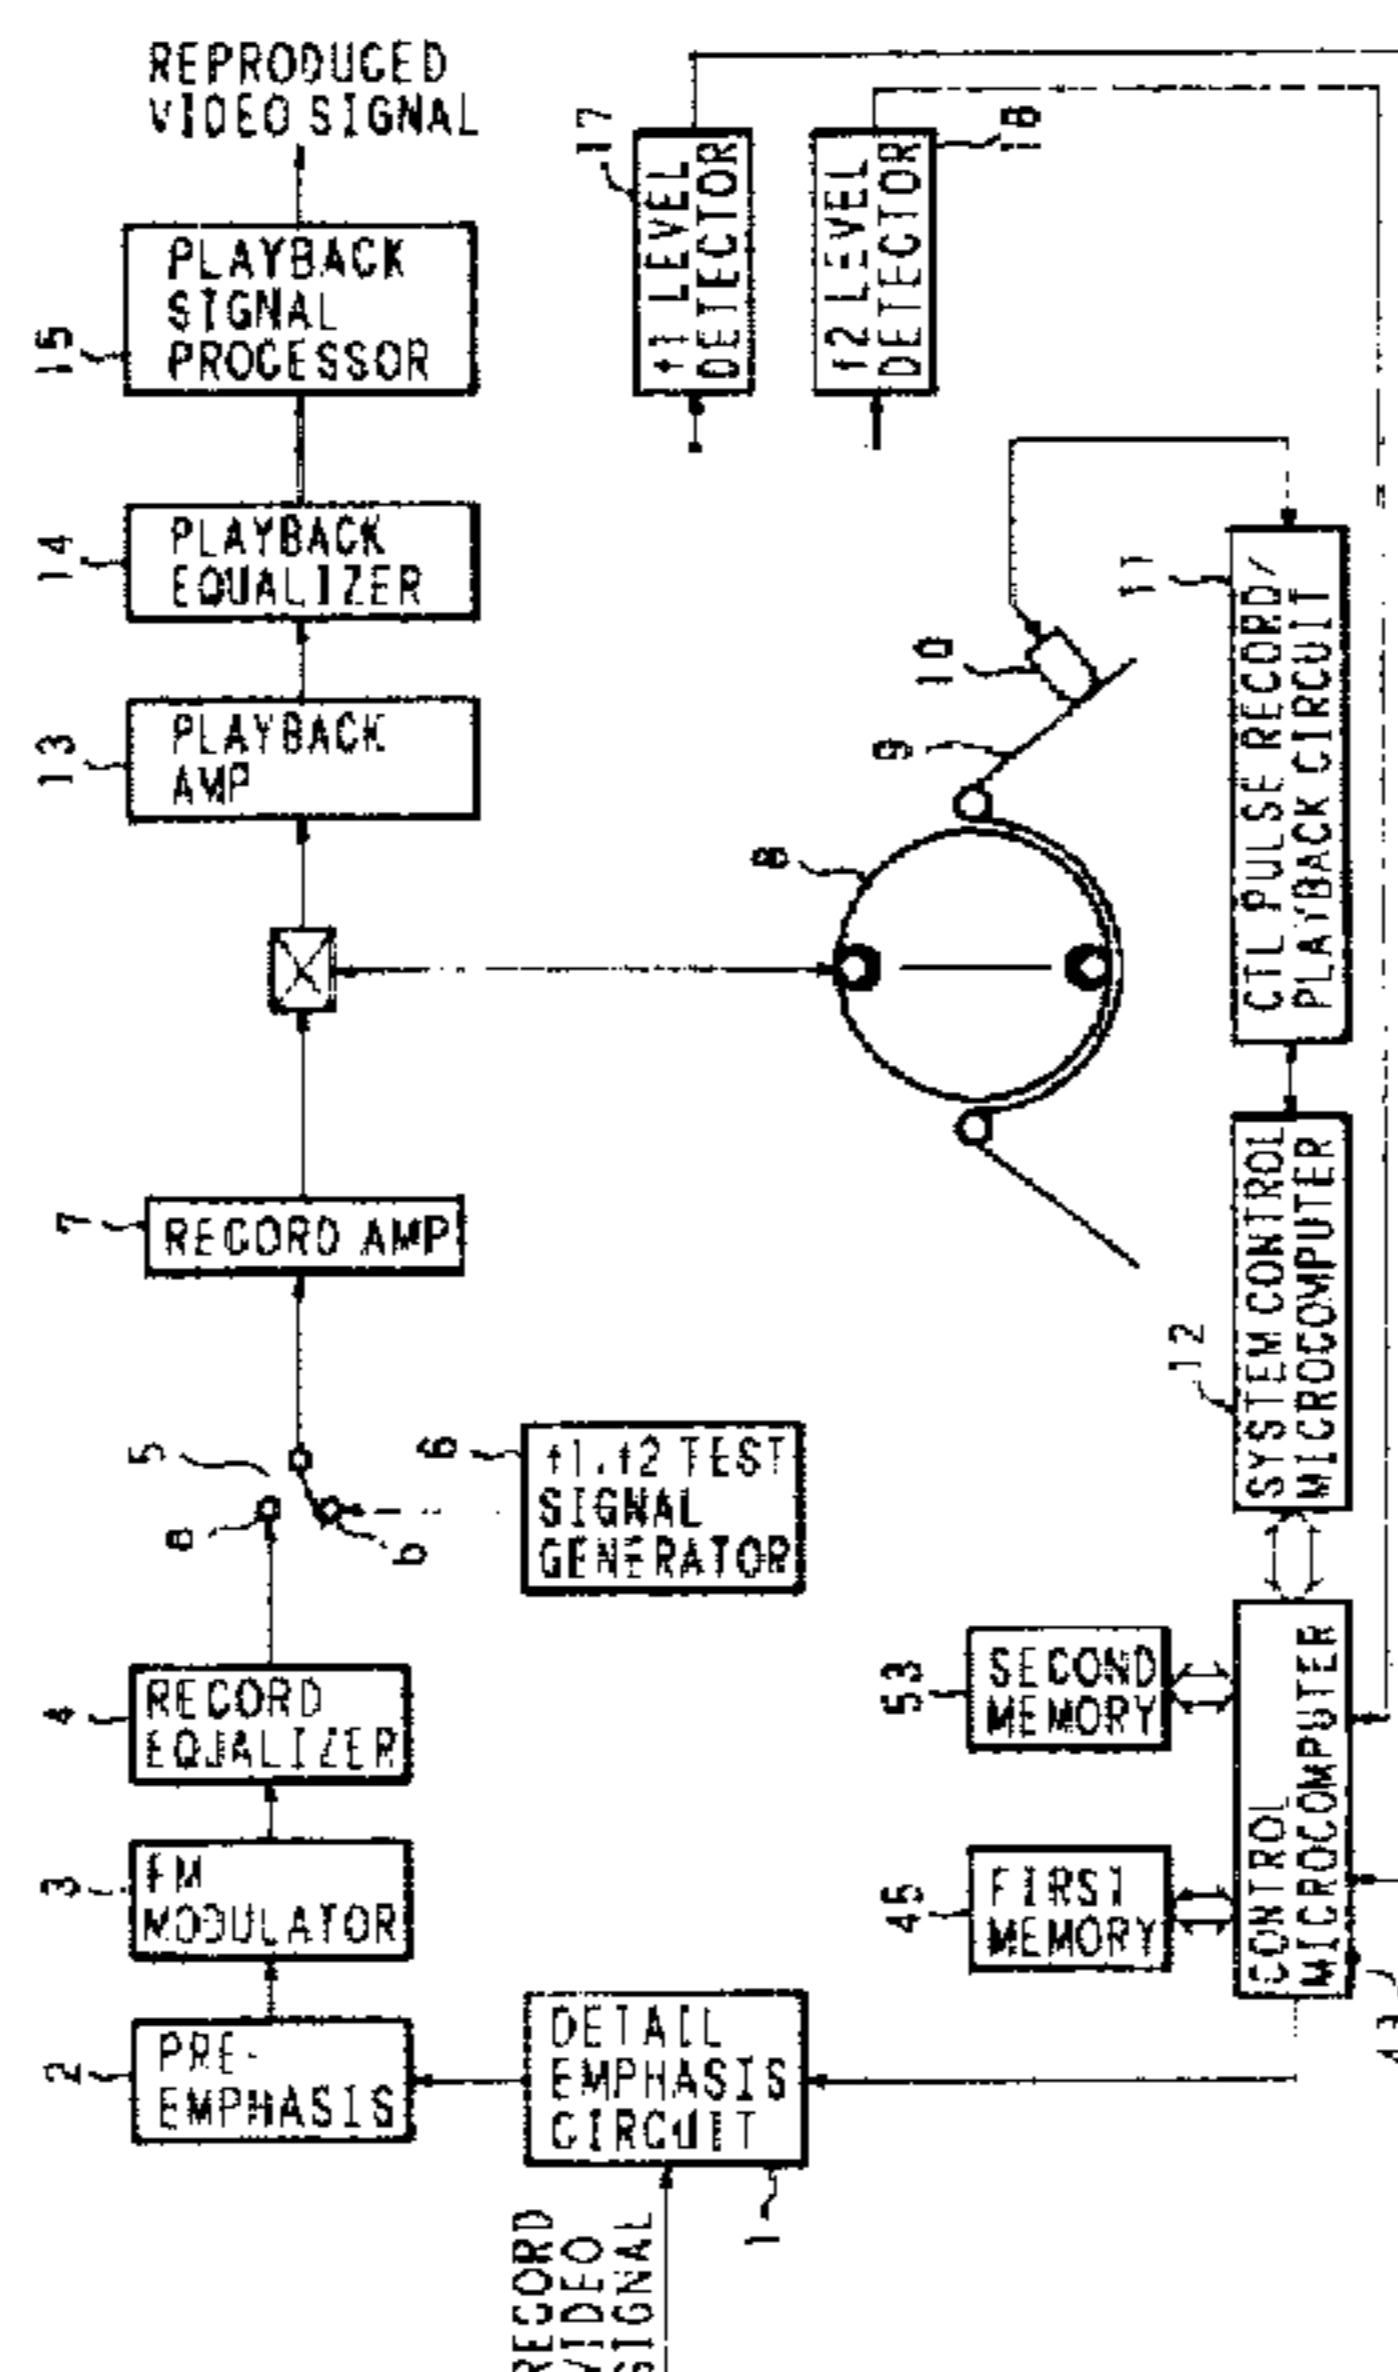 REPRODUCED
VIDEO SIGNAL
15
PLAYBACK
SIGNAL
PROCESSOR
17
f1 LEVEL
DETECTOR
18
f2 LEVEL
DETECTOR
14
PLAYBACK
EQUALIZER
13
PLAYBACK
AMP
10
9
8
11
CTL PULSE RECORD/
PLAYBACK CIRCUIT
7
RECORD AMP
12
SYSTEM CONTROL
MICROCOMPUTER
5
a
b
6
f1,f2 TEST
SIGNAL
GENERATOR
4
RECORD
EQUALIZER
53
SECOND
MEMORY
3
FM
MODULATOR
45
FIRST
MEMORY
CONTROL
MICROCOMPUTER
2
PRE-
EMPHASIS
DETAIL
EMPHASIS
CIRCUIT
1
RECORD
VIDEO
SIGNAL